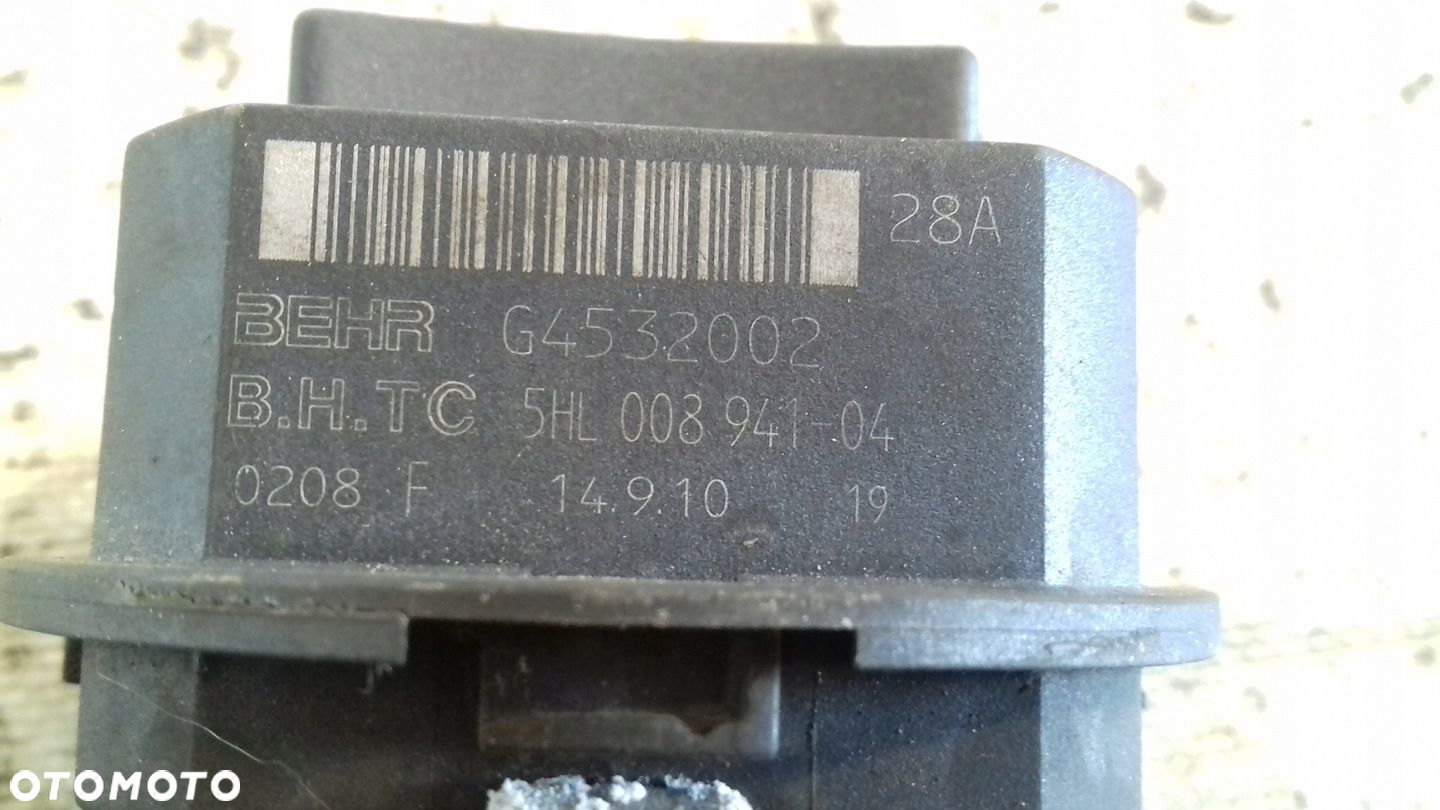 28A
BEHR G4532002
B.H.TC 5HL 008 941-04
0208 F 14.9.10 19
OTOMOTO